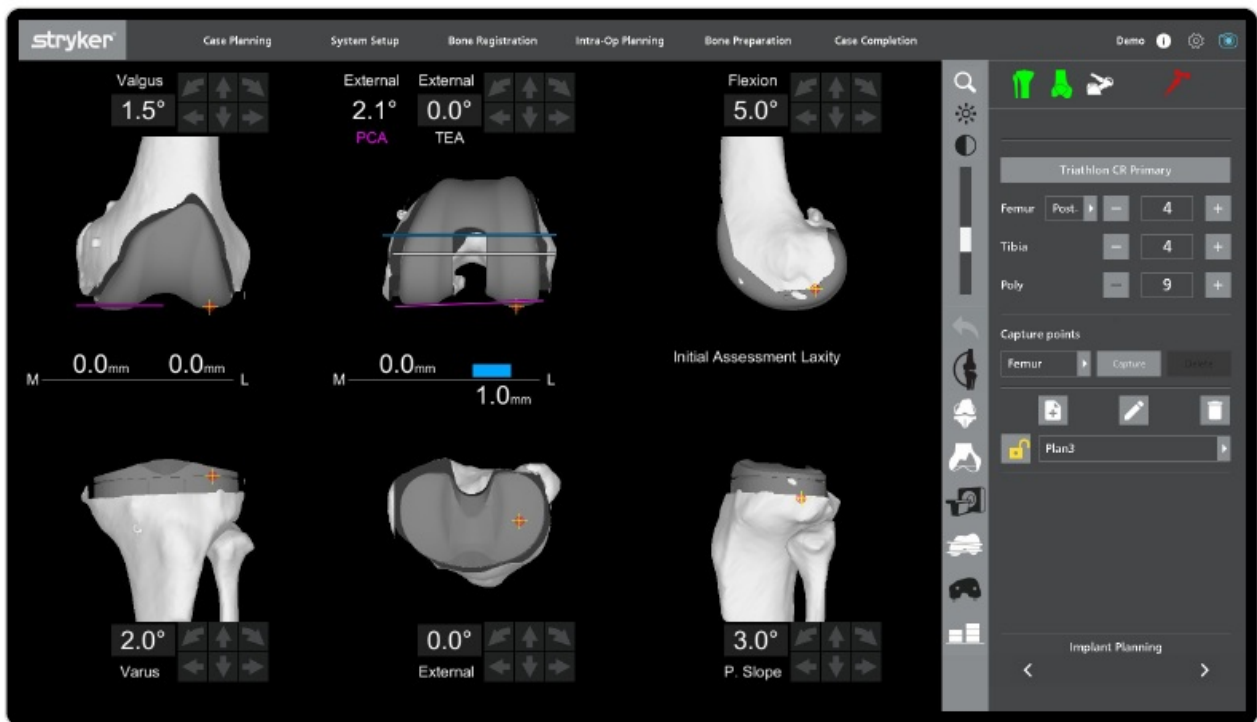 stryker
Case Planning System Setup Bone Registration Intra-Op Planning Bone Preparation Case Completion Demo
Valgus
1.5°
External External
2.1° 0.0°
PCA TEA
Flexion
5.0°
M 0.0mm 0.0mm L
M 0.0mm 1.0mm L
Initial Assessment Laxity
2.0°
Varus
0.0°
External
3.0°
P. Slope
Triathlon CR Primary
Femur Post. 4
Tibia 4
Poly 9
Capture points
Femur Capture Delete
Plan3
Implant Planning